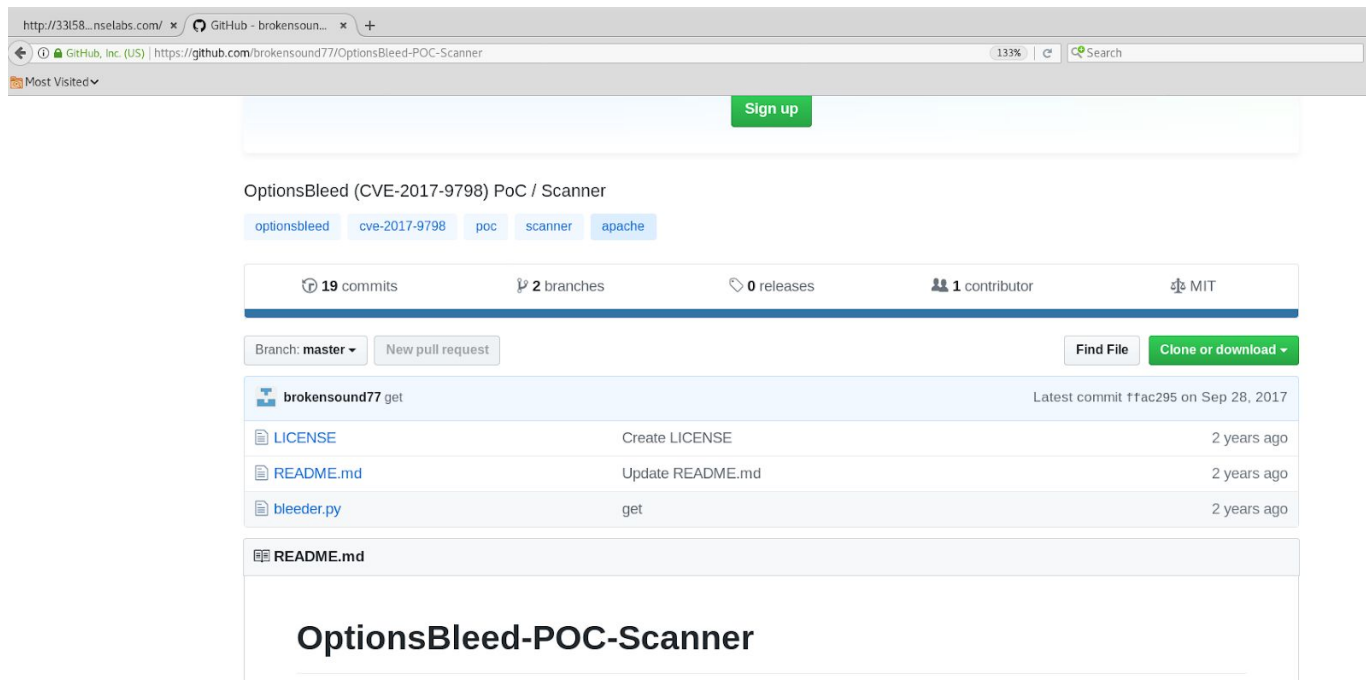 http://33l58...nselabs.com/ × GitHub - brokensoun... × +
GitHub, Inc. (US) | https://github.com/brokensound77/OptionsBleed-POC-Scanner 133% Search
Most Visited
Sign up
OptionsBleed (CVE-2017-9798) PoC / Scanner
optionsbleed cve-2017-9798 poc scanner apache
19 commits 2 branches 0 releases 1 contributor MIT
Branch: master New pull request Find File Clone or download
brokensound77 get Latest commit ffac295 on Sep 28, 2017
LICENSE Create LICENSE 2 years ago
README.md Update README.md 2 years ago
bleeder.py get 2 years ago
README.md
OptionsBleed-POC-Scanner